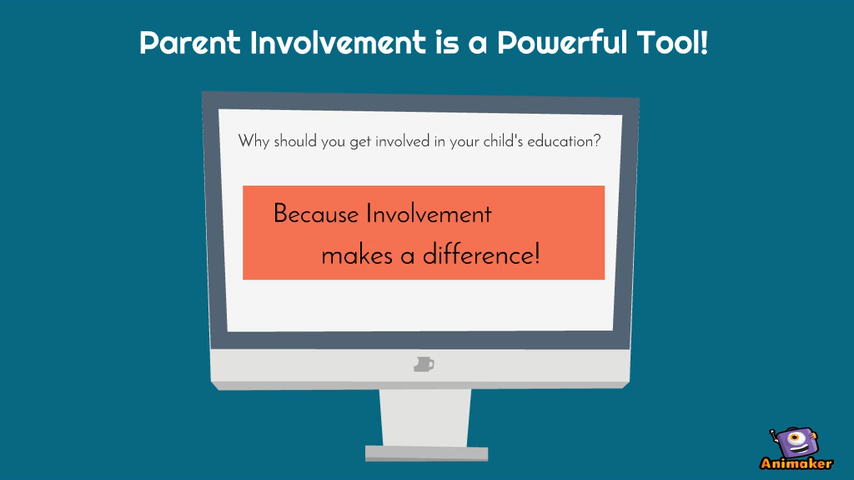 Parent Involvement is a Powerful Tool!
Why should you get involved in your child's education?
Because Involvement
makes a difference!
Animaker